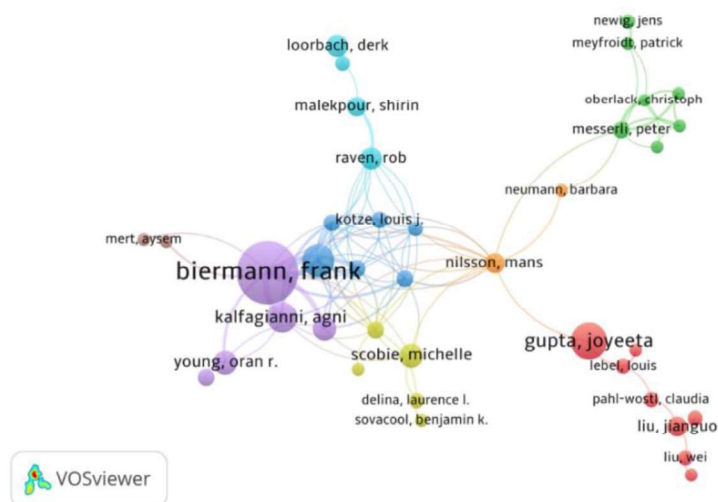 newig, jens
loorbach, derk
meyfroidt, patrick
malekpour, shirin
oberlack, christoph
messerli, peter
raven, rob
neumann, barbara
kotze, louis j.
mert, aysem
biermann, frank
nilsson, mans
kalfagianni, agni
gupta, joyeeta
young, oran r.
scobie, michelle
lebel, louis
delina, laurence l.
pahl-wostl, claudia
sovacool, benjamin k.
liu, jianguo
liu, wei
VOSviewer